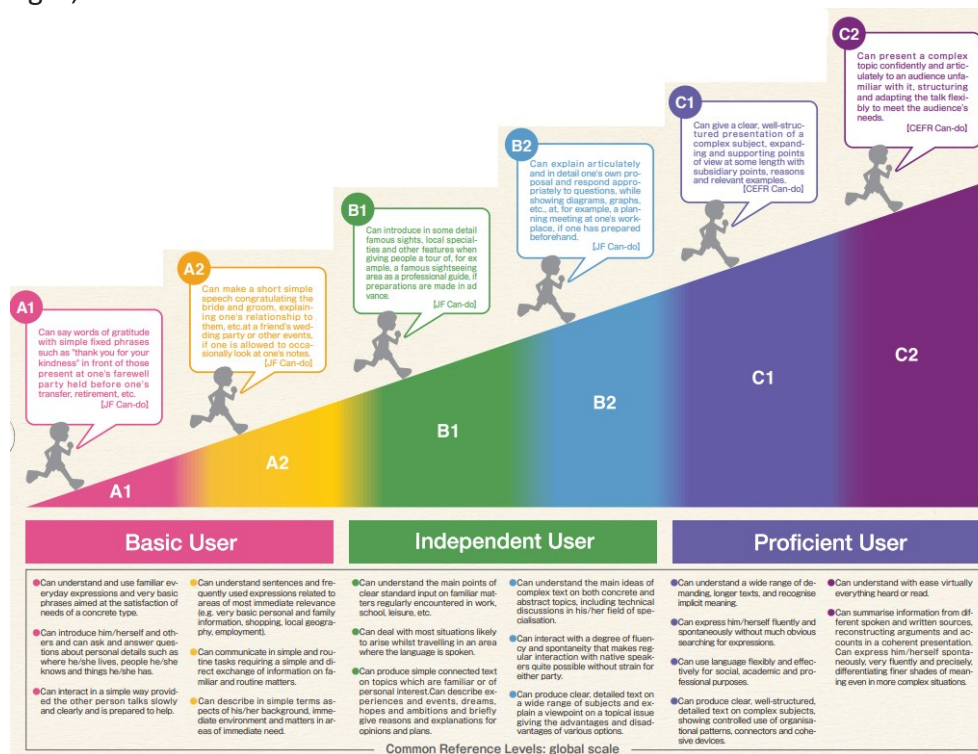 C2
Can present a complex
topic confidently and artic-
ulately to an audience unfa-
miliar with it, structuring
and adapting the talk flexi-
bly to meet the audience's
needs.
[CEFR Can-do]
C1
Can give a clear, well-struc-
tured presentation of a
complex subject, expand-
ing and supporting points
of view at some length with
subsidiary points, reasons
and relevant examples.
[CEFR Can-do]
B2
Can explain articulately
and in detail one's own pro-
posal and respond appro-
priately to questions, while
showing diagrams, graphs,
etc., at, for example, a plan-
ning meeting at one's work-
place, if one has prepared
beforehand.
[JF Can-do]
B1
Can introduce in some detail
famous sights, local special-
ties and other features when
giving people a tour of, for ex
ample, a famous sightseeing
area as a professional guide, if
preparations are made in ad
vance.
[JF Can-do]
A2
Can make a short simple
speech congratulating the
bride and groom, explain-
ing one's relationship to
them, etc.at a friend's wed-
ding party or other events,
if one is allowed to occa-
sionally look at one's notes.
[JF Can-do]
A1
Can say words of gratitude
with simple fixed phrases
such as "thank you for your
kindness" in front of those
present at one's farewell
party held before one's
transfer, retirement, etc.
[JF Can-do]
A1
A2
B1
B2
C1
C2
Basic User
Independent User
Proficient User
●Can understand and use familiar ev-
eryday expressions and very basic
phrases aimed at the satisfaction of
needs of a concrete type.
●Can introduce him/herself and oth-
ers and can ask and answer ques-
tions about personal details such as
where he/she lives, people he/she
knows and things he/she has.
●Can interact in a simple way provid-
ed the other person talks slowly
and clearly and is prepared to help.
●Can understand sentences and fre-
quently used expressions related to
areas of most immediate relevance
(e.g. very basic personal and family
information, shopping, local geogra-
phy, employment).
●Can communicate in simple and rou-
tine tasks requiring a simple and di-
rect exchange of information on fa-
miliar and routine matters.
●Can describe in simple terms as-
pects of his/her background, imme-
diate environment and matters in ar-
eas of immediate need.
●Can understand the main points of
clear standard input on familiar mat-
ters regularly encountered in work,
school, leisure, etc.
●Can deal with most situations likely
to arise whilst travelling in an area
where the language is spoken.
●Can produce simple connected text
on topics which are familiar or of
personal interest.Can describe ex-
periences and events, dreams,
hopes and ambitions and briefly
give reasons and explanations for
opinions and plans.
●Can understand the main ideas of
complex text on both concrete and
abstract topics, including technical
discussions in his/her field of spe-
cialisation.
●Can interact with a degree of fluen-
cy and spontaneity that makes reg-
ular interaction with native speak-
ers quite possible without strain for
either party.
●Can produce clear, detailed text on
a wide range of subjects and ex-
plain a viewpoint on a topical issue
giving the advantages and disad-
vantages of various options.
●Can understand a wide range of de-
manding, longer texts, and recognise
implicit meaning.
●Can express him/herself fluently and
spontaneously without much obvious
searching for expressions.
●Can use language flexibly and effec-
tively for social, academic and pro-
fessional purposes.
●Can produce clear, well-structured,
detailed text on complex subjects,
showing controlled use of organisa-
tional patterns, connectors and cohe-
sive devices.
●Can understand with ease virtually
everything heard or read.
●Can summarise information from dif-
ferent spoken and written sources,
reconstructing arguments and ac-
counts in a coherent presentation.
Can express him/herself sponta-
neously, very fluently and precisely,
differentiating finer shades of mean-
ing even in more complex situations.
Common Reference Levels: global scale